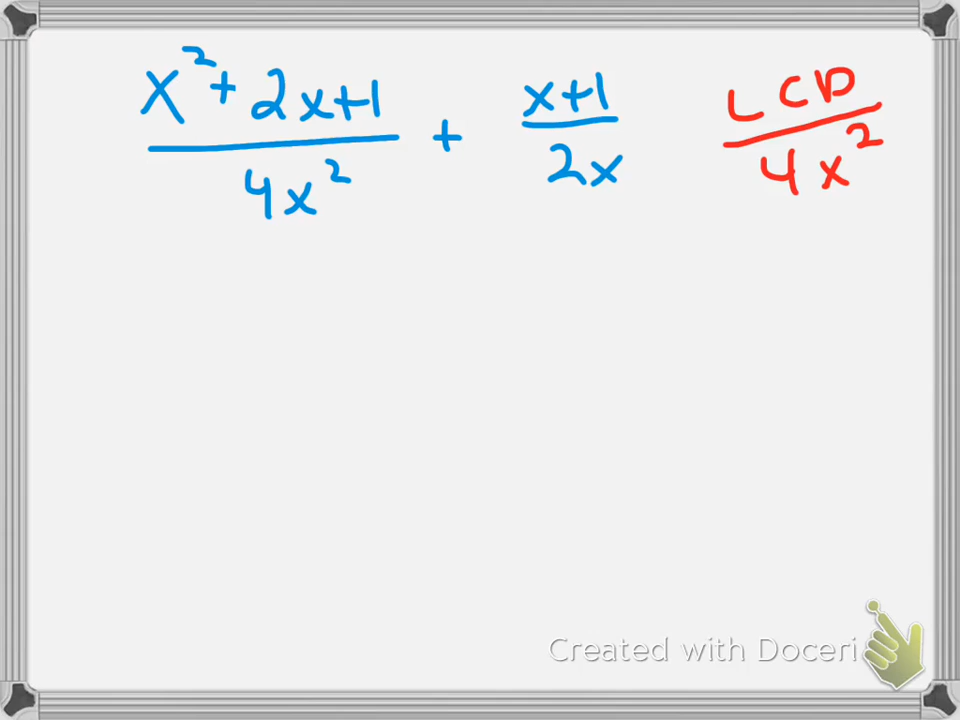 x² + 2x+1 / 4x² + x+1 / 2x
LCD
4x²
Created with Doceri